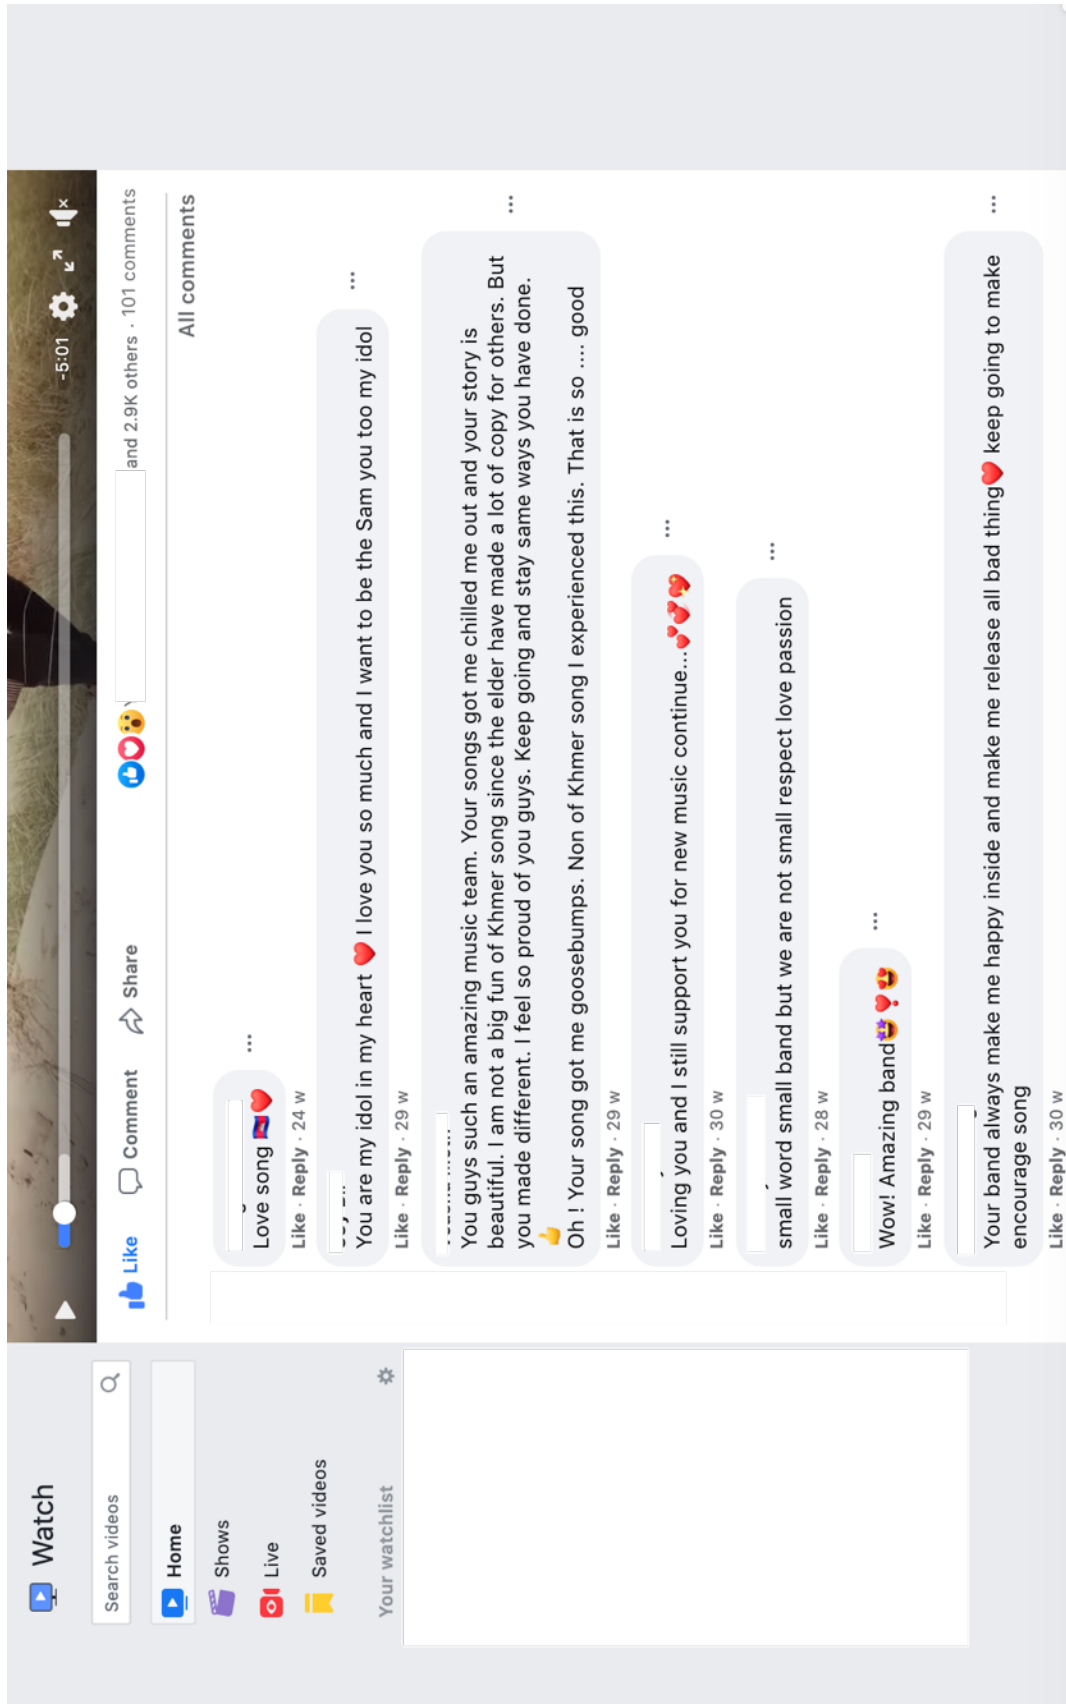 Watch
Search videos
Home
Shows
Live
Saved videos
Your watchlist
-5:01
Like
Comment
Share
and 2.9K others · 101 comments
All comments
Love song 🇰🇭❤️
Like · Reply · 24 w
You are my idol in my heart ❤️ I love you so much and I want to be the Sam you too my idol
Like · Reply · 29 w
You guys such an amazing music team. Your songs got me chilled me out and your story is
beautiful. I am not a big fun of Khmer song since the elder have made a lot of copy for others. But
you made different. I feel so proud of you guys. Keep going and stay same ways you have done.
👍
Oh ! Your song got me goosebumps. Non of Khmer song I experienced this. That is so .... good
Like · Reply · 29 w
Loving you and I still support you for new music continue...💕💞💖
Like · Reply · 30 w
small word small band but we are not small respect love passion
Like · Reply · 28 w
Wow! Amazing band🤩❣️😍
Like · Reply · 29 w
Your band always make me happy inside and make me release all bad thing❤️ keep going to make
encourage song
Like · Reply · 30 w